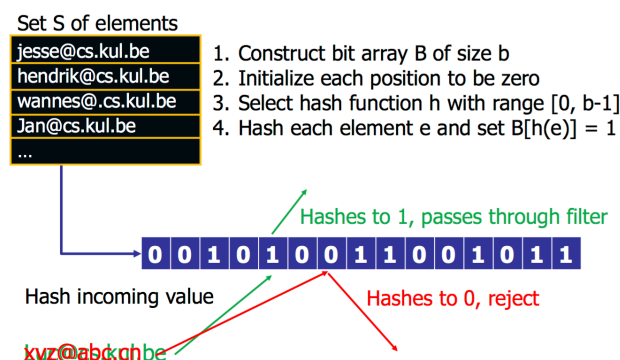 Set S of elements
jesse@cs.kul.be
hendrik@cs.kul.be
wannes@.cs.kul.be
Jan@cs.kul.be
...
1. Construct bit array B of size b
2. Initialize each position to be zero
3. Select hash function h with range [0, b-1]
4. Hash each element e and set B[h(e)] = 1
Hashes to 1, passes through filter
0 0 1 0 1 0 0 1 1 0 0 1 0 1 1
Hash incoming value
Hashes to 0, reject
xyz@abc.cn